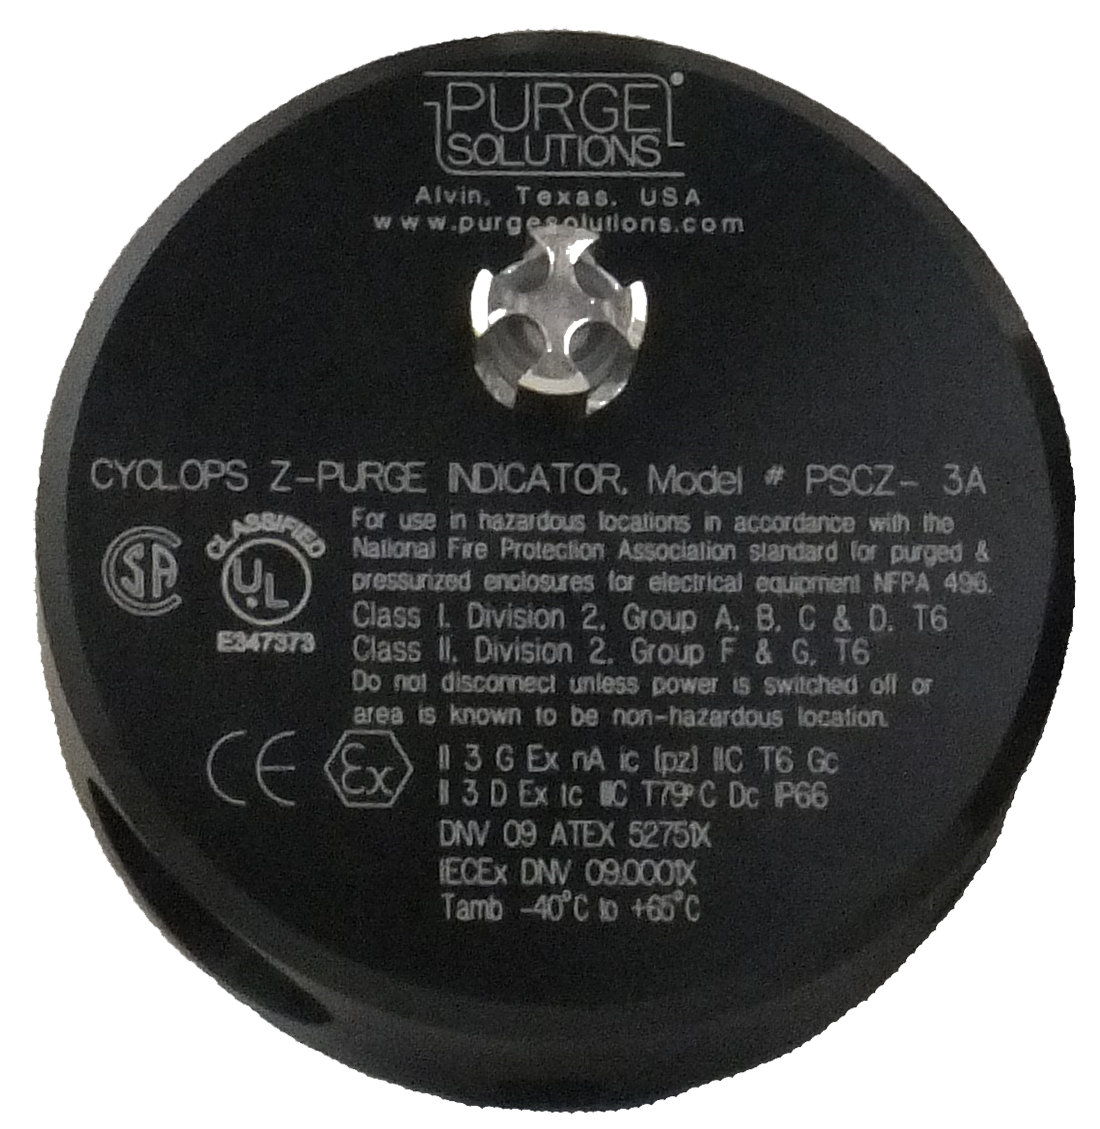 PURGE
SOLUTIONS
Alvin, Texas, USA
www.purgesolutions.com
CYCLOPS Z-PURGE INDICATOR, Model # PSCZ- 3A
For use in hazardous locations in accordance with the
National Fire Protection Association standard for purged &
pressurized enclosures for electrical equipment NFPA 496.
Class I, Division 2, Group A, B, C & D, T6
Class II, Division 2, Group F & G, T6
Do not disconnect unless power is switched off or
area is known to be non-hazardous location.
SA
CLASSIFIED
UL
E347373
CE Ex II 3 G Ex nA ic [pz] IIC T6 Gc
II 3 D Ex ic IIIC T79°C Dc IP66
DNV 09 ATEX 52751X
IECEx DNV 09.0001X
Tamb -40°C to +65°C